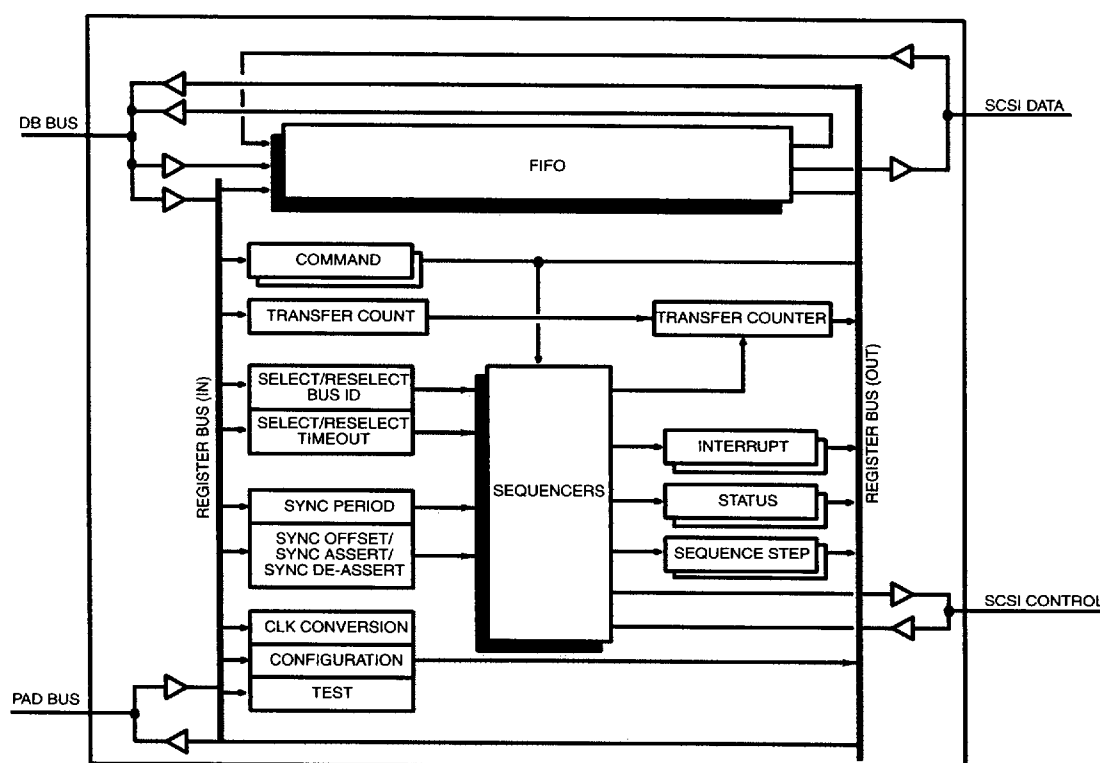 SCSI DATA
DB BUS
FIFO
COMMAND
TRANSFER COUNT
TRANSFER COUNTER
SELECT/RESELECT
BUS ID
SELECT/RESELECT
TIMEOUT
REGISTER BUS (IN)
REGISTER BUS (OUT)
INTERRUPT
SEQUENCERS
STATUS
SYNC PERIOD
SYNC OFFSET/
SYNC ASSERT/
SYNC DE-ASSERT
SEQUENCE STEP
SCSI CONTROL
CLK CONVERSION
CONFIGURATION
TEST
PAD BUS